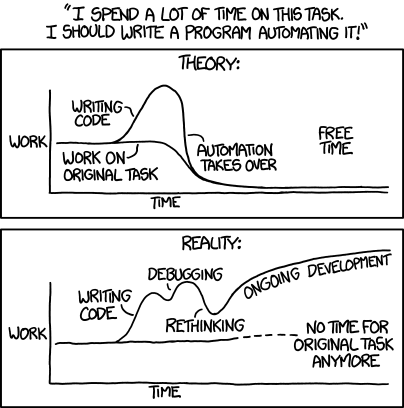 "I SPEND A LOT OF TIME ON THIS TASK.
I SHOULD WRITE A PROGRAM AUTOMATING IT!"
THEORY:
WRITING
CODE
WORK
WORK ON
ORIGINAL TASK
AUTOMATION
TAKES OVER
FREE
TIME
TIME
REALITY:
WRITING
CODE
DEBUGGING
RETHINKING
ONGOING DEVELOPMENT
WORK
NO TIME FOR
ORIGINAL TASK
ANYMORE
TIME